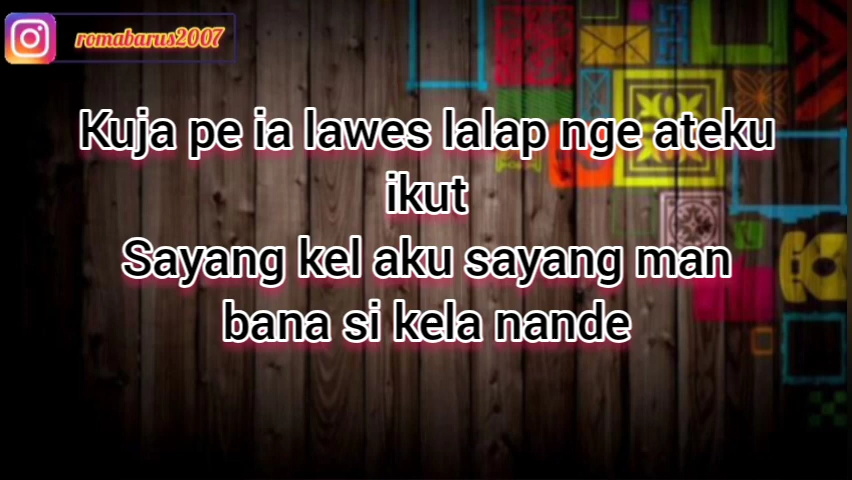 romabarus2007
Kuja pe ia lawes lalap nge ateku
ikut
Sayang kel aku sayang man
bana si kela nande